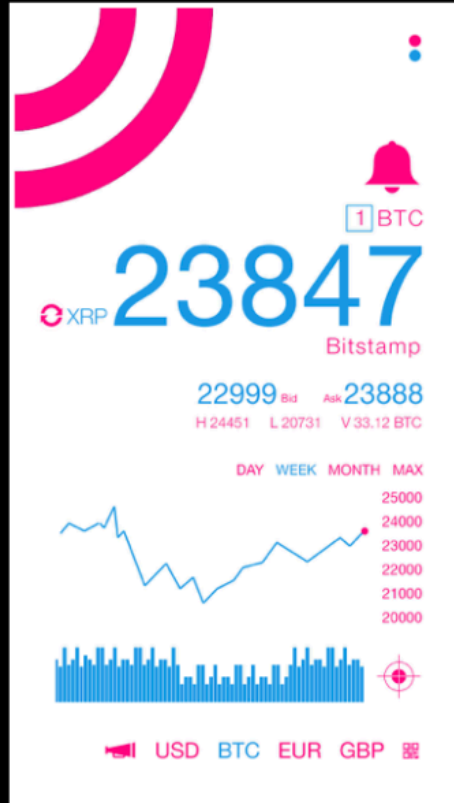 1 BTC
XRP 23847
Bitstamp
22999 Bid Ask 23888
H 24451 L 20731 V 33.12 BTC
DAY WEEK MONTH MAX
25000
24000
23000
22000
21000
20000
USD BTC EUR GBP